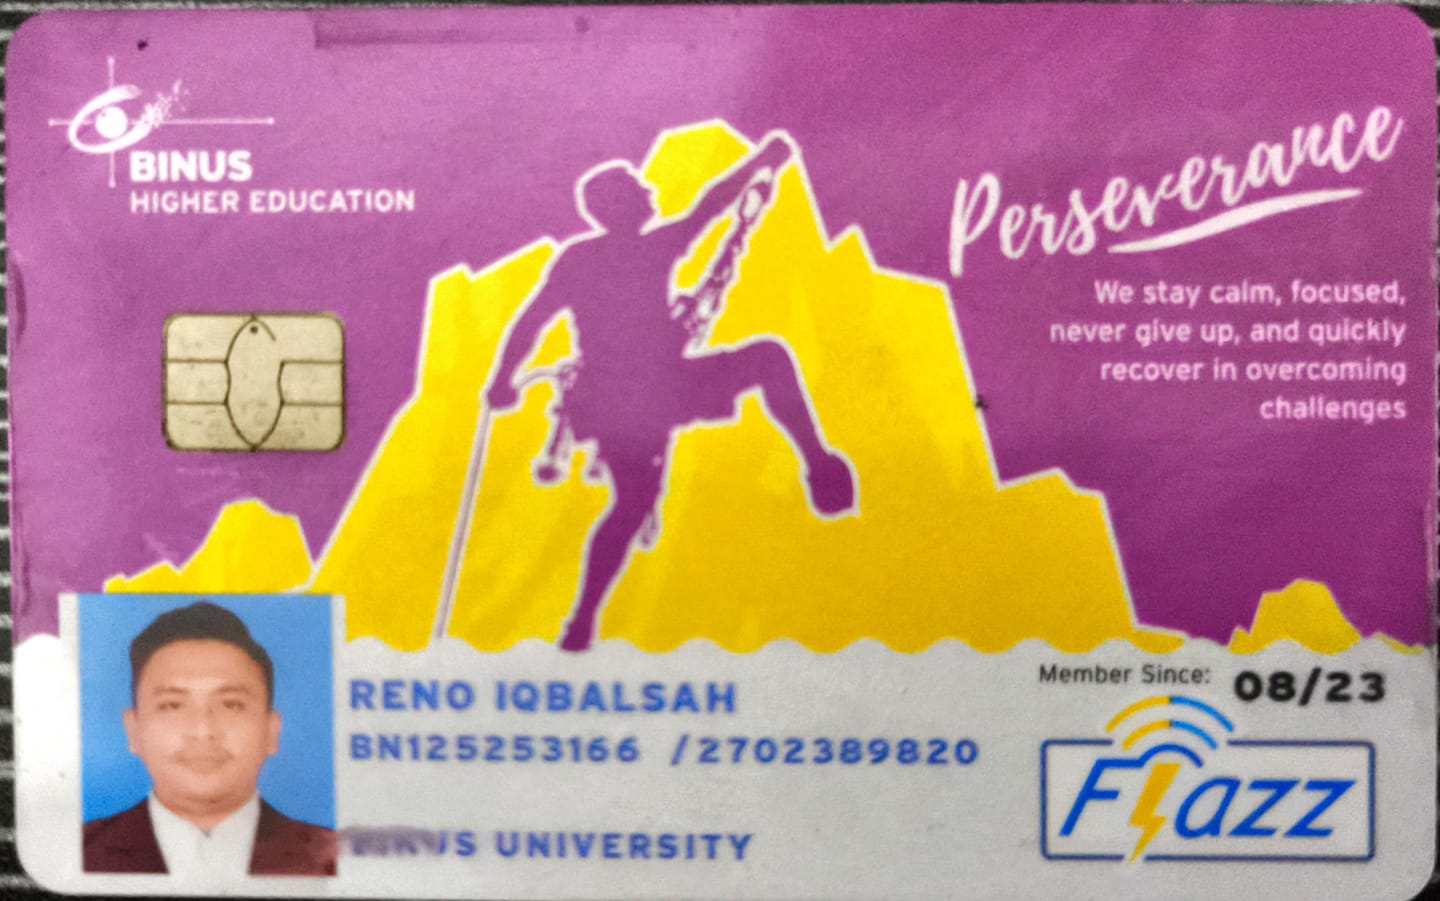 BINUS
HIGHER EDUCATION
Perseverance
We stay calm, focused,
never give up, and quickly
recover in overcoming
challenges
Member Since: 08/23
RENO IQBALSAH
BN125253166 /2702389820
BINUS UNIVERSITY
Flazz